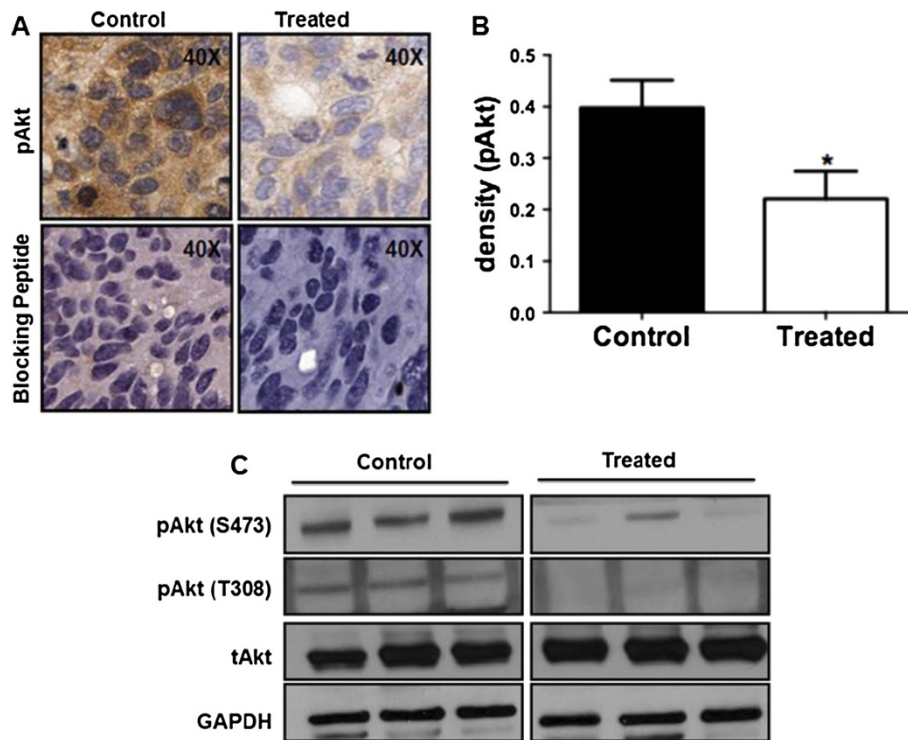 A
Control
Treated
pAkt
40X
40X
Blocking Peptide
40X
40X
B
density (pAkt)
0.5
0.4
0.3
0.2
0.1
0.0
*
Control
Treated
C
Control
Treated
pAkt (S473)
pAkt (T308)
tAkt
GAPDH